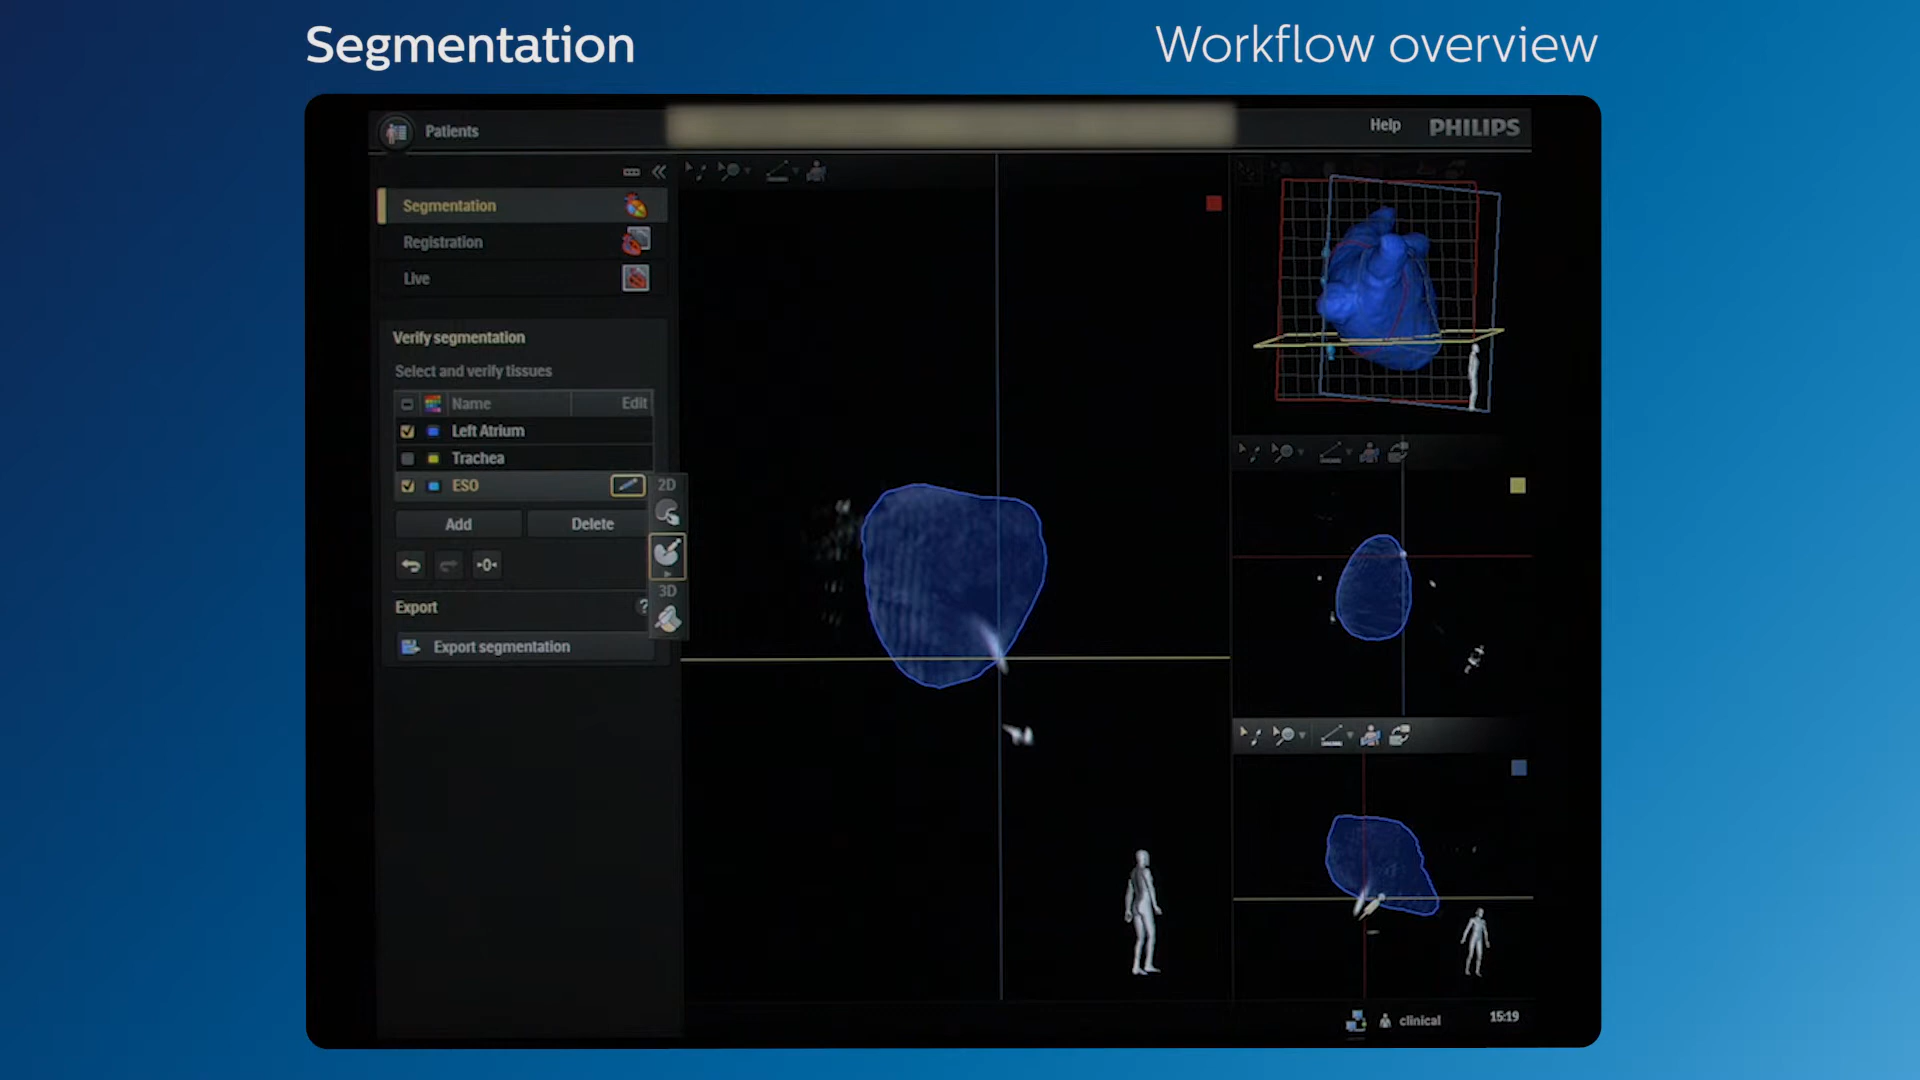 Segmentation
Workflow overview
Patients
Help
PHILIPS
Segmentation
Registration
Live
Verify segmentation
Select and verify tissues
Name Edit
Left Atrium
Trachea
ESO
2D
Add Delete
-0-
3D
Export ?
Export segmentation
clinical 15:19